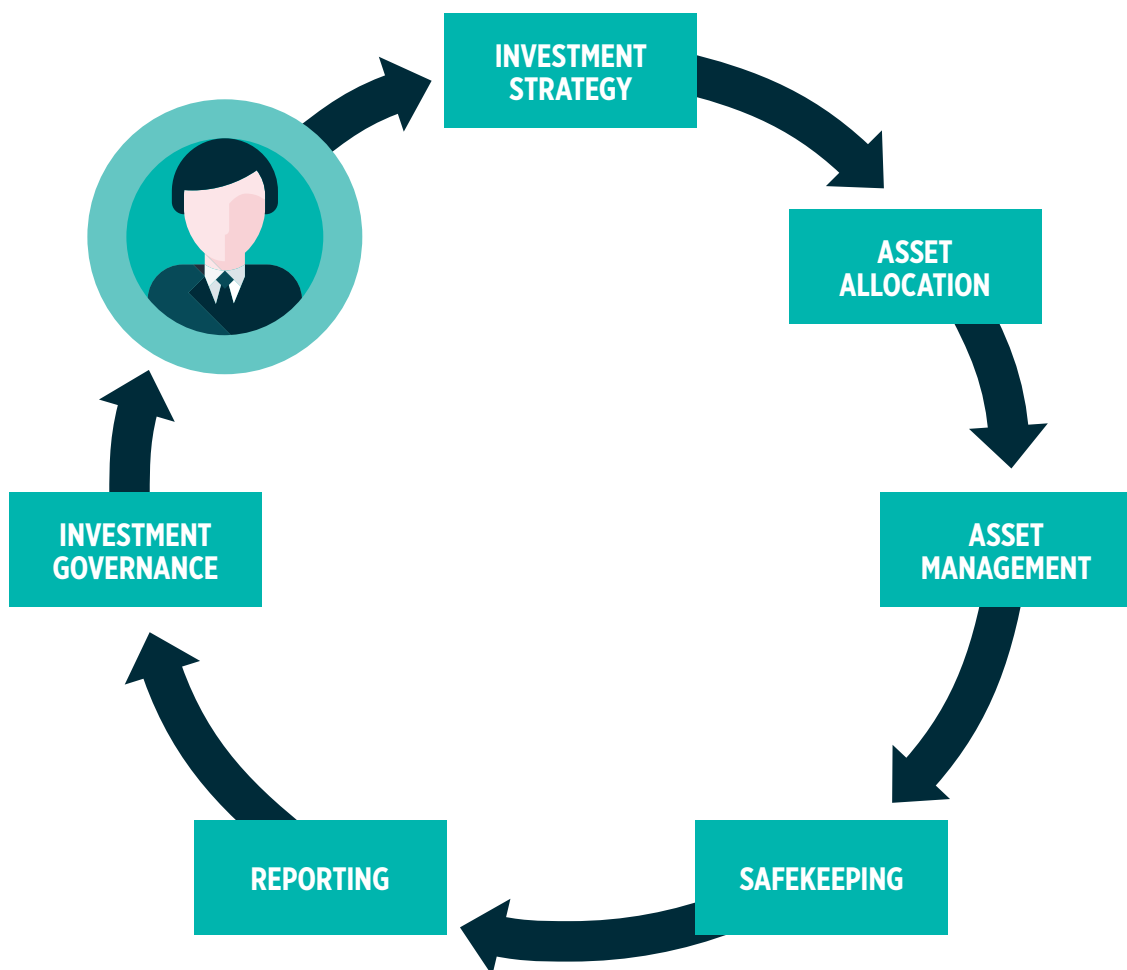 INVESTMENT
STRATEGY
ASSET
ALLOCATION
ASSET
MANAGEMENT
SAFEKEEPING
REPORTING
INVESTMENT
GOVERNANCE